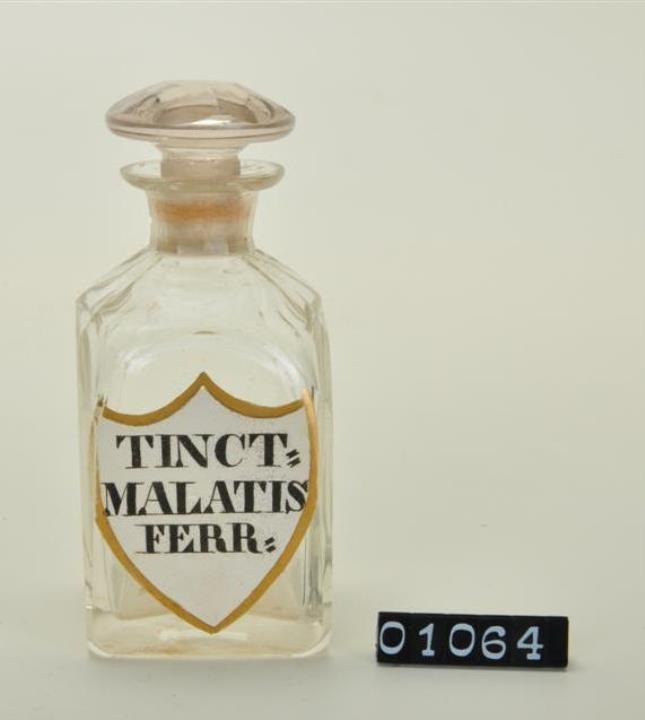 TINCT=
MALATIS
FERR=
01064